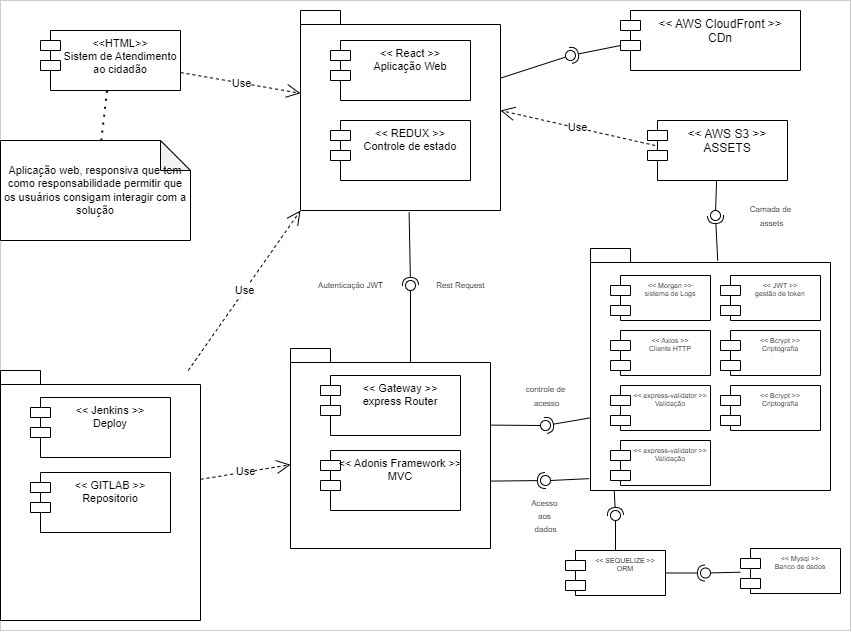 <<HTML>>
Sistem de Atendimento
ao cidadão
Use
<< React >>
Aplicação Web
<< REDUX >>
Controle de estado
<< AWS CloudFront >>
CDn
Use
<< AWS S3 >>
ASSETS
Aplicação web, responsiva que tem
como responsabilidade permitir que
os usuários consigam interagir com a
solução
Camada de
assets
Use
Autenticação JWT
Rest Request
<< Morgan >>
sistema de Logs
<< JWT >>
gestão de token
<< Axios >>
Cliente HTTP
<< Bcrypt >>
Criptografia
<< express-validator >>
Validação
<< Bcrypt >>
Criptografia
<< express-validator >>
Validação
<< Gateway >>
express Router
<< Adonis Framework >>
MVC
controle de
acesso
Acesso
aos
dados
<< Jenkins >>
Deploy
<< GITLAB >>
Repositorio
Use
<< SEQUELIZE >>
ORM
<< Mysql >>
Banco de dados